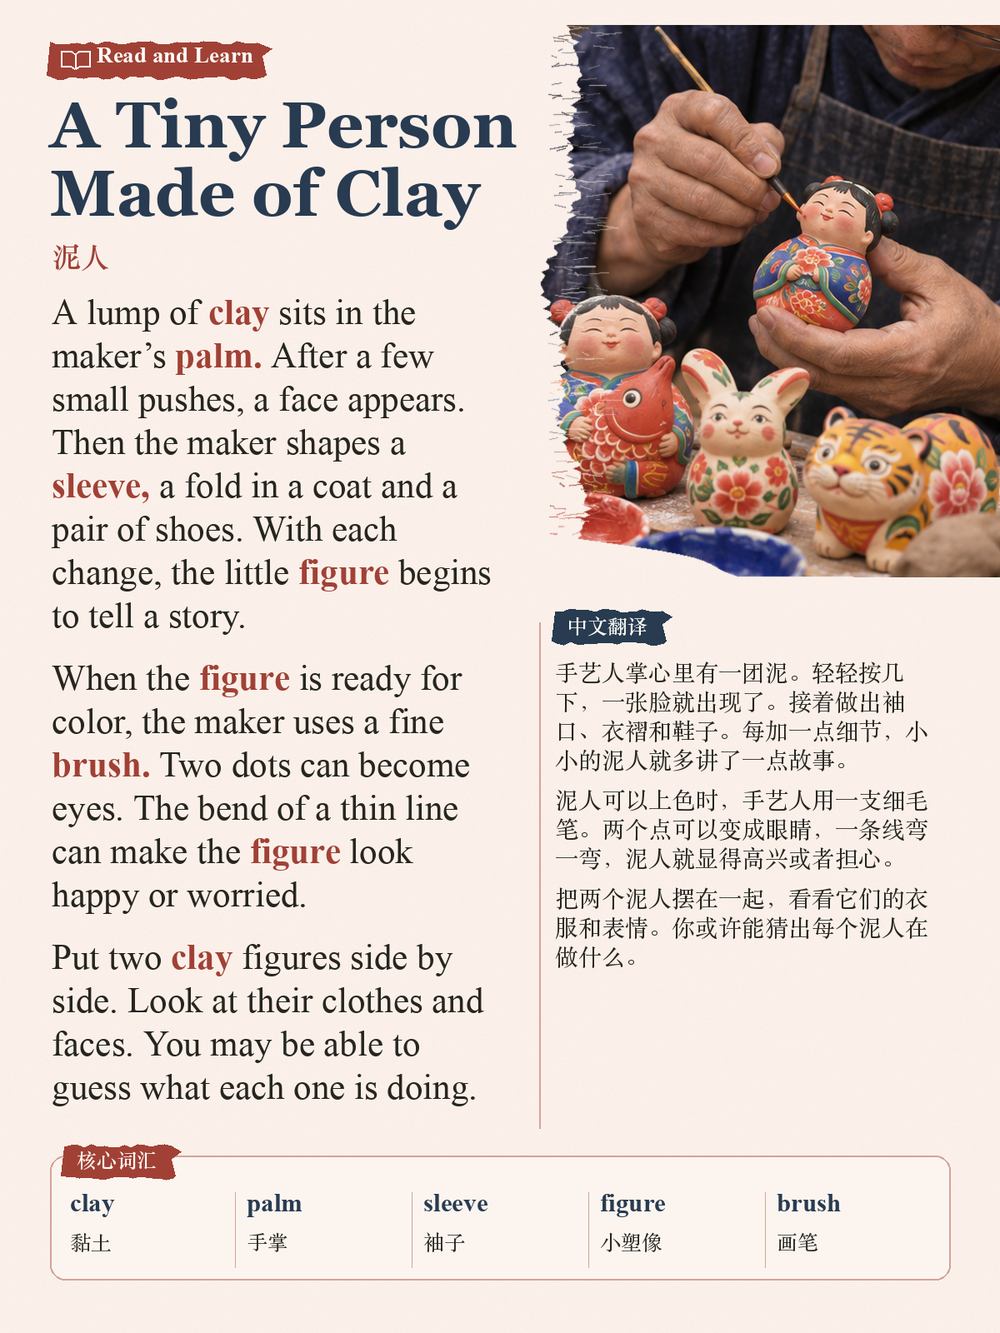 Read and Learn
A Tiny Person
Made of Clay
泥人
A lump of clay sits in the
maker’s palm. After a few
small pushes, a face appears.
Then the maker shapes a
sleeve, a fold in a coat and a
pair of shoes. With each
change, the little figure begins
to tell a story.
When the figure is ready for
color, the maker uses a fine
brush. Two dots can become
eyes. The bend of a thin line
can make the figure look
happy or worried.
Put two clay figures side by
side. Look at their clothes and
faces. You may be able to
guess what each one is doing.
中文翻译
手艺人掌心里有一团泥。轻轻按几
下，一张脸就出现了。接着做出袖
口、衣褶和鞋子。每加一点细节，小
小的泥人就多讲了一点故事。
泥人可以上色时，手艺人用一支细毛
笔。两个点可以变成眼睛，一条线弯
一弯，泥人就显得高兴或者担心。
把两个泥人摆在一起，看看它们的衣
服和表情。你或许能猜出每个泥人在
做什么。
核心词汇
clay
黏土
palm
手掌
sleeve
袖子
figure
小塑像
brush
画笔